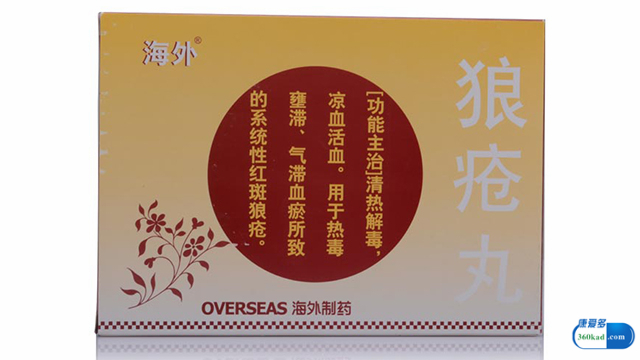 海外®
[功能主治]清热解毒，
凉血活血。用于热毒
壅滞、气滞血瘀所致
的系统性红斑狼疮。
狼疮丸
OVERSEAS 海外制药
康爱多
360kad.com